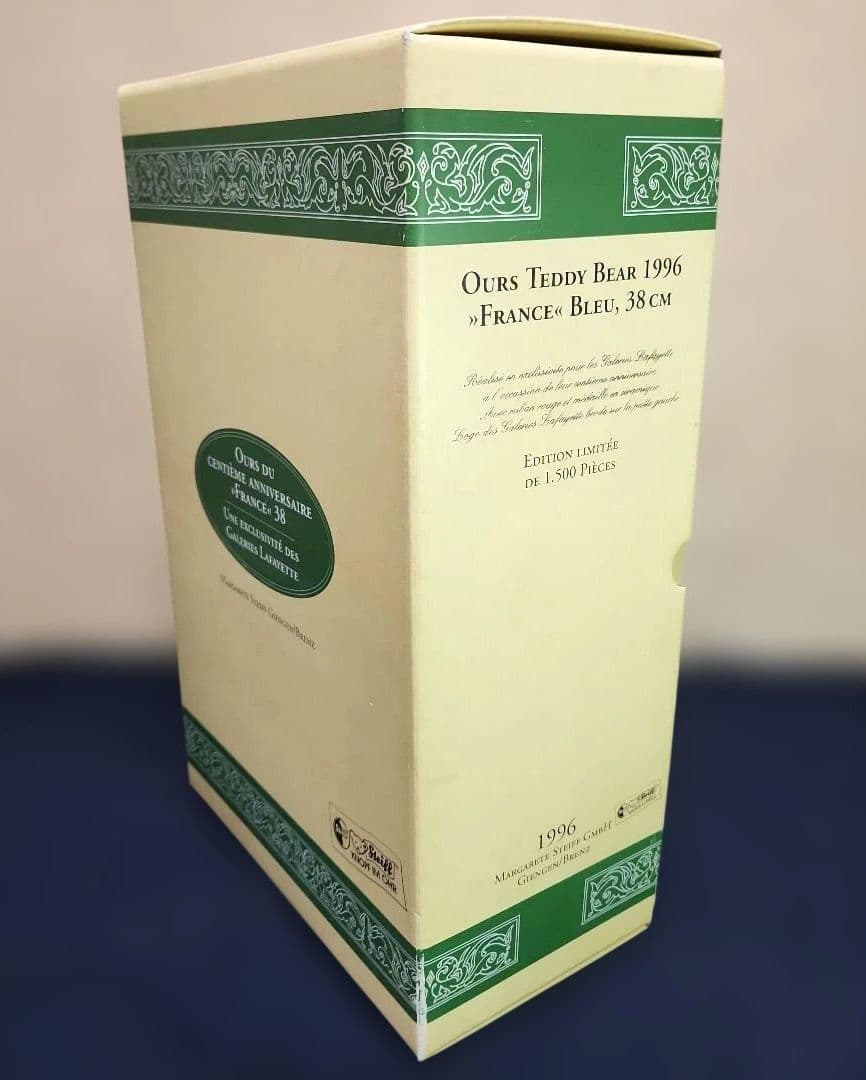 OURS TEDDY BEAR 1996
»FRANCE« BLEU, 38 CM
Réalisé en exclusivité pour les Galeries Lafayette
à l'occassion de leur centième anniversaire.
Avec ruban rouge et médaille en céramique.
Logo des Galeries Lafayette brodé sur la patte gauche.
EDITION LIMITÉE
DE 1.500 PIÈCES
OURS DU
CENTIÈME ANNIVERSAIRE
»FRANCE« 38
UNE EXCLUSIVITÉ DES
GALERIES LAFAYETTE
MARGARETE STEIFF GIENGEN/BRENZ
Steiff
KNOPF IM OHR
1996
MARGARETE STEIFF GMBH
GIENGEN/BRENZ
Steiff